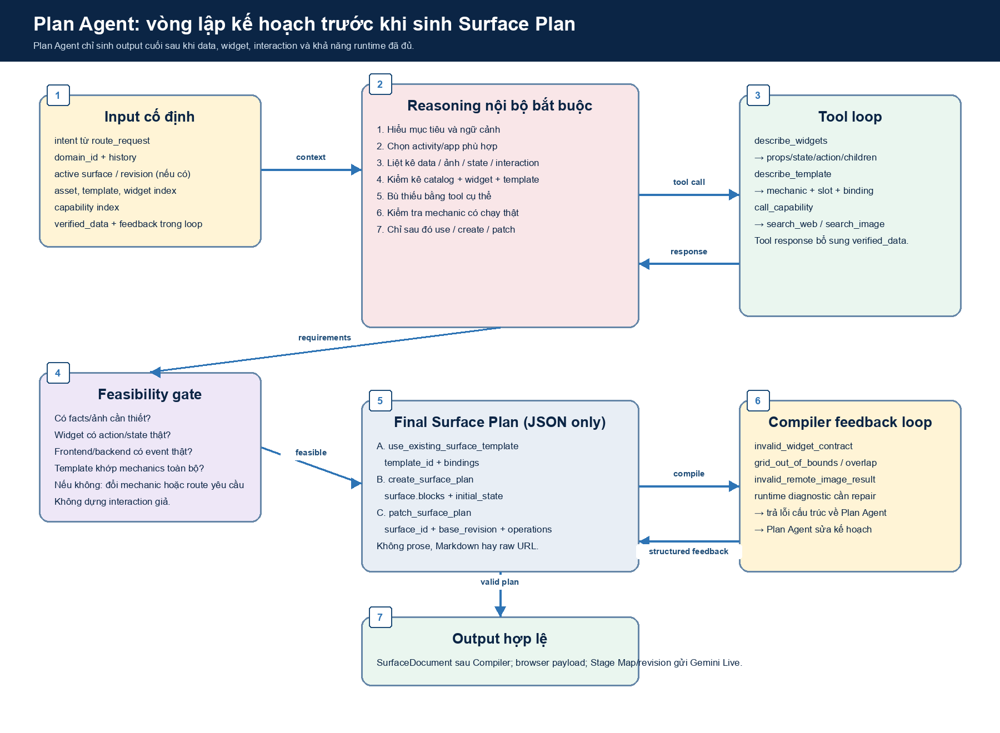 Plan Agent: vòng lập kế hoạch trước khi sinh Surface Plan
Plan Agent chỉ sinh output cuối sau khi data, widget, interaction và khả năng runtime đã đủ.
1
Input cố định
intent từ route_request
domain_id + history
active surface / revision (nếu có)
asset, template, widget index
capability index
verified_data + feedback trong loop
context
2
Reasoning nội bộ bắt buộc
1. Hiểu mục tiêu và ngữ cảnh
2. Chọn activity/app phù hợp
3. Liệt kê data / ảnh / state / interaction
4. Kiểm kê catalog + widget + template
5. Bù thiếu bằng tool cụ thể
6. Kiểm tra mechanic có chạy thật
7. Chỉ sau đó use / create / patch
tool call
response
3
Tool loop
describe_widgets
→ props/state/action/children
describe_template
→ mechanic + slot + binding
call_capability
→ search_web / search_image
Tool response bổ sung verified_data.
requirements
4
Feasibility gate
Có facts/ảnh cần thiết?
Widget có action/state thật?
Frontend/backend có event thật?
Template khớp mechanics toàn bộ?
Nếu không: đổi mechanic hoặc route yêu cầu
Không dựng interaction giả.
feasible
5
Final Surface Plan (JSON only)
A. use_existing_surface_template
template_id + bindings
B. create_surface_plan
surface.blocks + initial_state
C. patch_surface_plan
surface_id + base_revision + operations
Không prose, Markdown hay raw URL.
compile
structured feedback
6
Compiler feedback loop
invalid_widget_contract
grid_out_of_bounds / overlap
invalid_remote_image_result
runtime diagnostic cần repair
→ trả lỗi cấu trúc về Plan Agent
→ Plan Agent sửa kế hoạch
valid plan
7
Output hợp lệ
SurfaceDocument sau Compiler; browser payload; Stage Map/revision gửi Gemini Live.